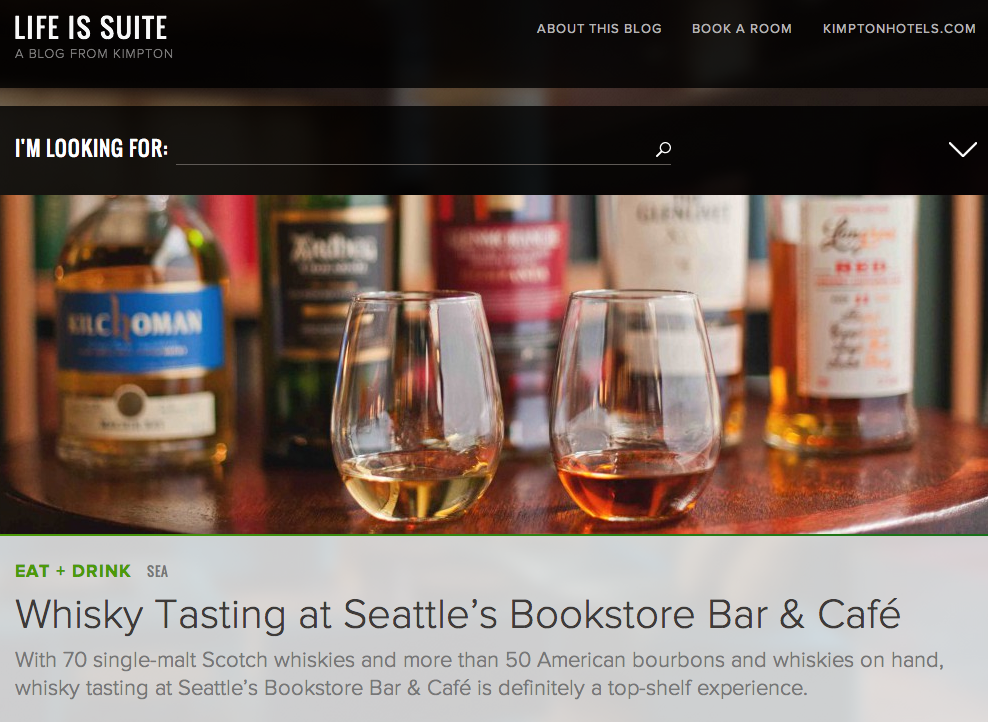 LIFE IS SUITE
A BLOG FROM KIMPTON
ABOUT THIS BLOG BOOK A ROOM KIMPTONHOTELS.COM
I'M LOOKING FOR:
KILCHOMAN
GLENLIVET
RED
EAT + DRINK SEA
Whisky Tasting at Seattle’s Bookstore Bar & Café
With 70 single-malt Scotch whiskies and more than 50 American bourbons and whiskies on hand,
whisky tasting at Seattle’s Bookstore Bar & Café is definitely a top-shelf experience.